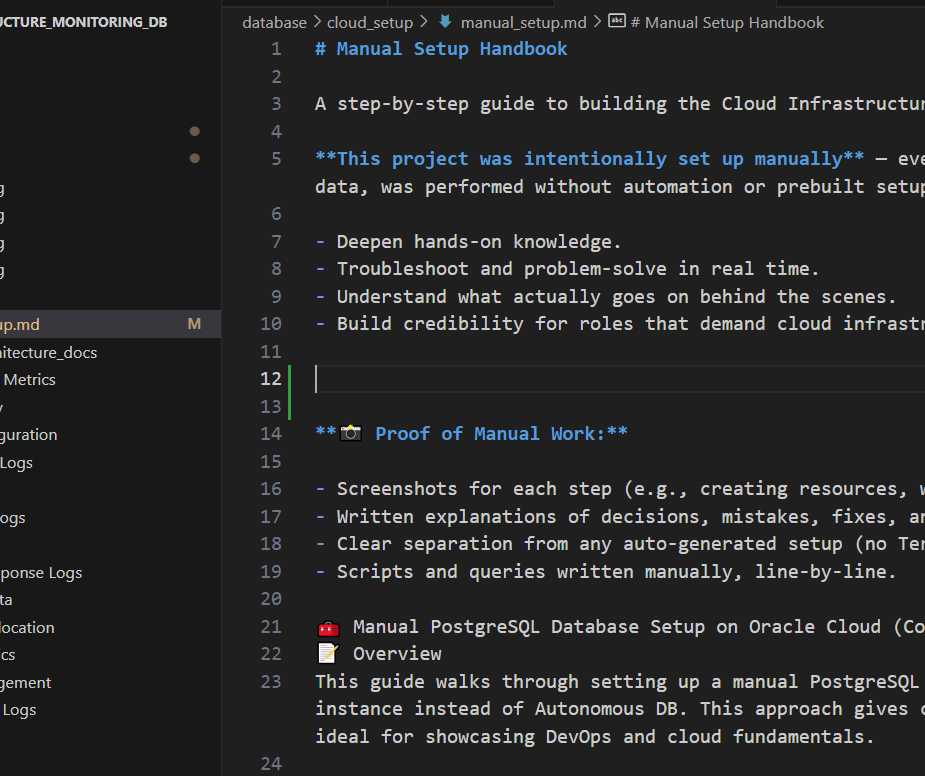 UCTURE_MONITORING_DB
g
g
g
g
up.md M
hitecture_docs
Metrics
y
guration
Logs
ogs
ponse Logs
ta
location
cs
gement
Logs
database > cloud_setup > manual_setup.md > abc # Manual Setup Handbook
1 # Manual Setup Handbook
2
3 A step-by-step guide to building the Cloud Infrastructur
4
5 **This project was intentionally set up manually** — eve
data, was performed without automation or prebuilt setup
6
7 - Deepen hands-on knowledge.
8 - Troubleshoot and problem-solve in real time.
9 - Understand what actually goes on behind the scenes.
10 - Build credibility for roles that demand cloud infrastr
11
12
13
14 **📸 Proof of Manual Work:**
15
16 - Screenshots for each step (e.g., creating resources, w
17 - Written explanations of decisions, mistakes, fixes, an
18 - Clear separation from any auto-generated setup (no Ter
19 - Scripts and queries written manually, line-by-line.
20
21 🧰 Manual PostgreSQL Database Setup on Oracle Cloud (Co
22 📝 Overview
23 This guide walks through setting up a manual PostgreSQL
instance instead of Autonomous DB. This approach gives c
ideal for showcasing DevOps and cloud fundamentals.
24